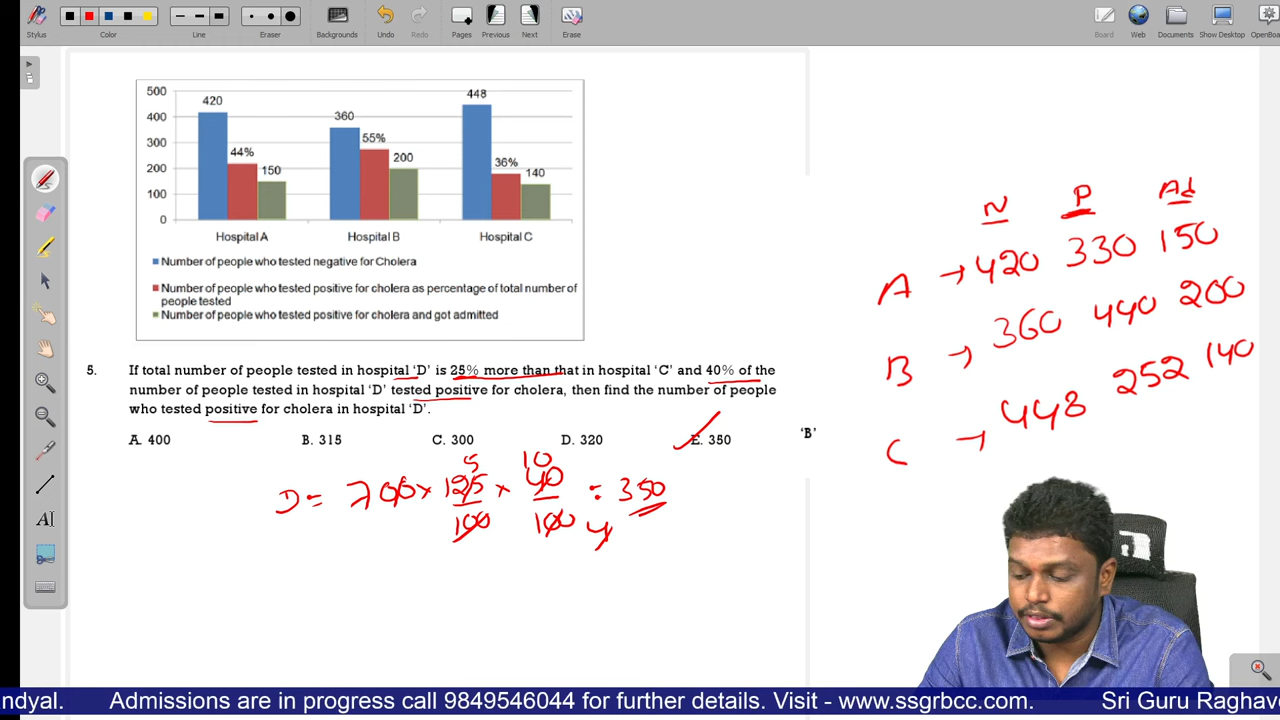 Stylus Color Line Eraser Backgrounds Undo Redo Pages Previous Next Erase Board Web Documents Show Desktop OpenBoa
500
400
300
200
100
0
420
44%
150
360
55%
200
448
36%
140
Hospital A Hospital B Hospital C
Number of people who tested negative for Cholera
Number of people who tested positive for cholera as percentage of total number of
people tested
Number of people who tested positive for cholera and got admitted
N P Ad
A → 420 330 150
B → 360 440 200
C → 448 252 140
5. If total number of people tested in hospital ‘D’ is 25% more than that in hospital ‘C’ and 40% of the
number of people tested in hospital ‘D’ tested positive for cholera, then find the number of people
who tested positive for cholera in hospital ‘D’.
A. 400 B. 315 C. 300 D. 320 E. 350
‘B’
5 10
D = 700 × 125 × 40 = 350
100 100 4
ndyal. Admissions are in progress call 9849546044 for further details. Visit - www.ssgrbcc.com. Sri Guru Raghav